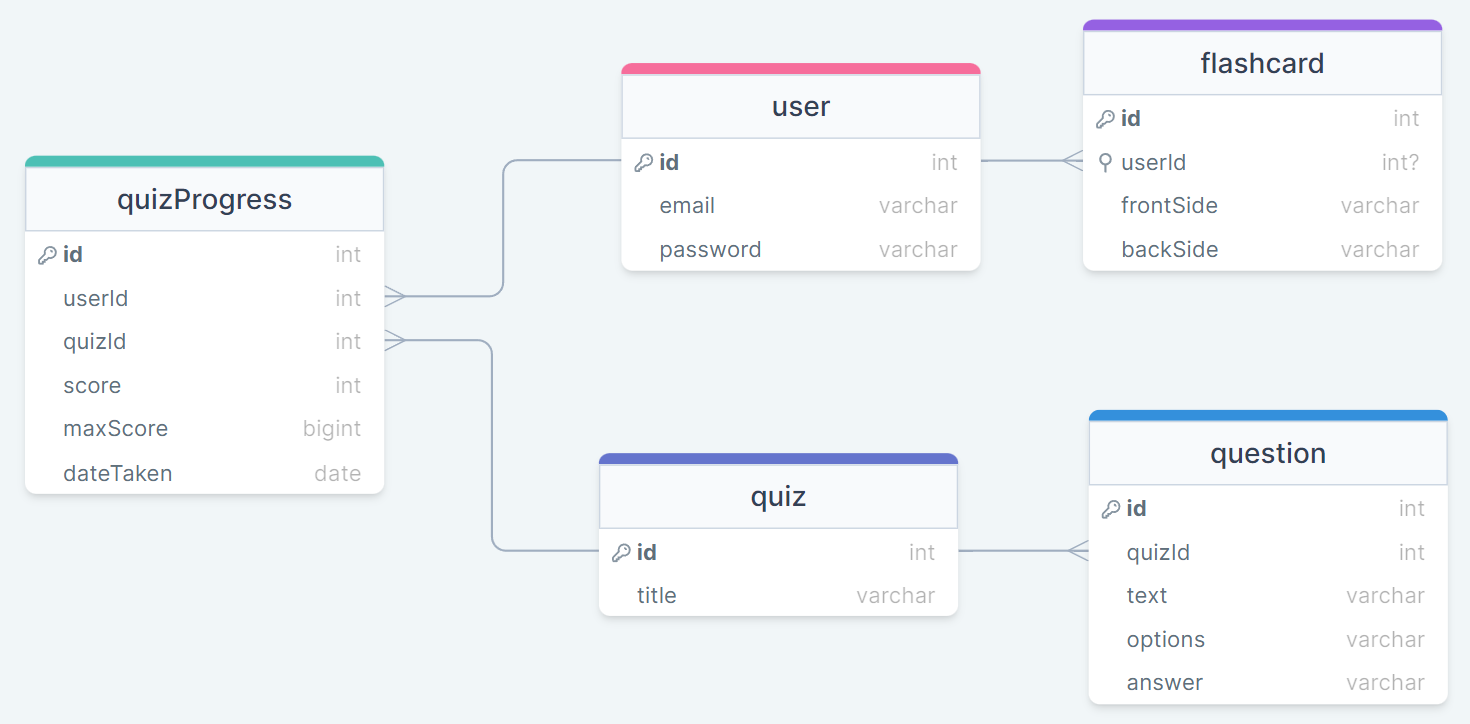 quizProgress
id int
userId int
quizId int
score int
maxScore bigint
dateTaken date
user
id int
email varchar
password varchar
flashcard
id int
userId int?
frontSide varchar
backSide varchar
quiz
id int
title varchar
question
id int
quizId int
text varchar
options varchar
answer varchar